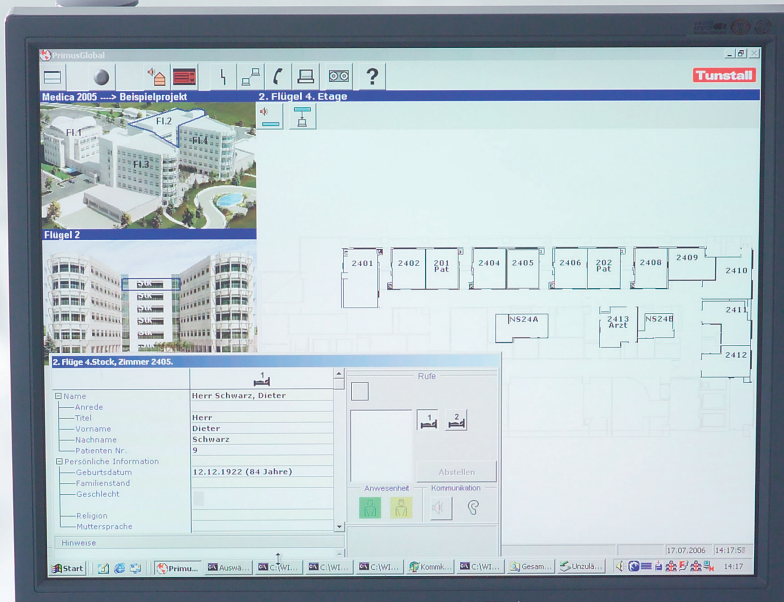 PrimusGlobal
?
Tunstall
Medica 2005 ----> Beispielprojekt
2. Flügel 4. Etage
Fl.1
Fl.2
Fl.3
Fl.4
Flügel 2
2401
2402
201
Pat
2404
2405
2406
202
Pat
2408
2409
2410
2411
2412
NS24A
2413
Arzt
NS24B
2. Flüge 4.Stock, Zimmer 2405.
1
Rufe
Name
Herr Schwarz, Dieter
Anrede
Titel
Herr
Vorname
Dieter
Nachname
Schwarz
Patienten Nr.
9
Persönliche Information
Geburtsdatum
12.12.1922 (84 Jahre)
Familienstand
Geschlecht
Religion
Muttersprache
Hinweise
1
2
Abstellen
Anwesenheit
Kommunikation
17.07.2006
14:17:53
Start
Primu...
Auswä...
C:\WI...
C:\WI...
C:\WI...
Kommk...
C:\WI...
Gesam...
Unzulä...
14:17